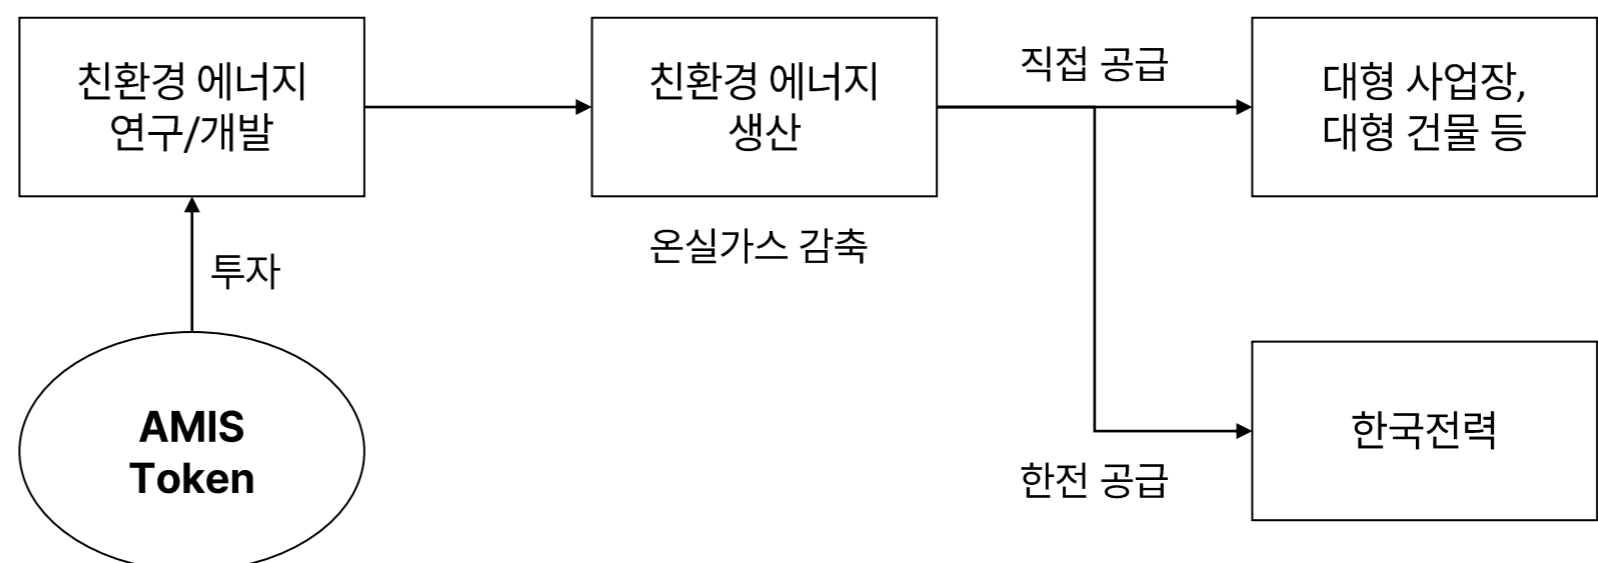 친환경 에너지
연구/개발
친환경 에너지
생산
직접 공급
대형 사업장,
대형 건물 등
온실가스 감축
투자
AMIS
Token
한국전력
한전 공급